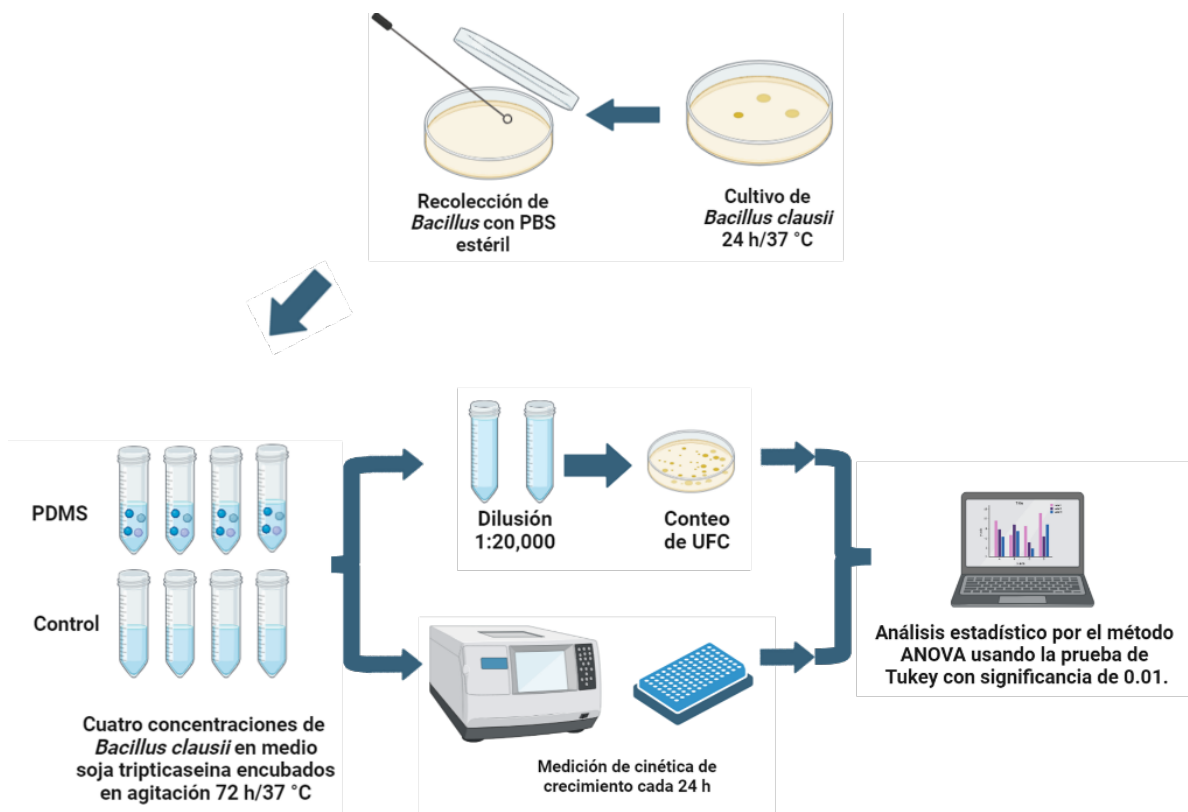 Recolección de
Bacillus con PBS
estéril
Cultivo de
Bacillus clausii
24 h/37 °C
PDMS
Control
Cuatro concentraciones de
Bacillus clausii en medio
soja tripticaseina encubados
en agitación 72 h/37 °C
Dilusión
1:20,000
Conteo
de UFC
Medición de cinética de
crecimiento cada 24 h
Análisis estadístico por el método
ANOVA usando la prueba de
Tukey con significancia de 0.01.